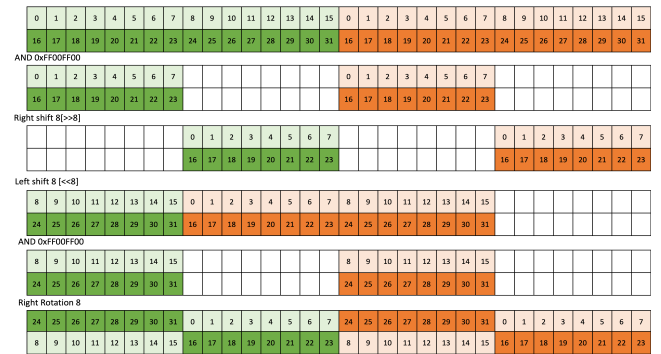 0 1 2 3 4 5 6 7 8 9 10 11 12 13 14 15 0 1 2 3 4 5 6 7 8 9 10 11 12 13 14 15
16 17 18 19 20 21 22 23 24 25 26 27 28 29 30 31 16 17 18 19 20 21 22 23 24 25 26 27 28 29 30 31
AND 0xFF00FF00
0 1 2 3 4 5 6 7 0 1 2 3 4 5 6 7
16 17 18 19 20 21 22 23 16 17 18 19 20 21 22 23
Right shift 8[>>8]
0 1 2 3 4 5 6 7 0 1 2 3 4 5 6 7
16 17 18 19 20 21 22 23 16 17 18 19 20 21 22 23
Left shift 8 [<<8]
8 9 10 11 12 13 14 15 0 1 2 3 4 5 6 7 8 9 10 11 12 13 14 15
24 25 26 27 28 29 30 31 16 17 18 19 20 21 22 23 24 25 26 27 28 29 30 31
AND 0xFF00FF00
8 9 10 11 12 13 14 15 8 9 10 11 12 13 14 15
24 25 26 27 28 29 30 31 24 25 26 27 28 29 30 31
Right Rotation 8
24 25 26 27 28 29 30 31 0 1 2 3 4 5 6 7 24 25 26 27 28 29 30 31 0 1 2 3 4 5 6 7
8 9 10 11 12 13 14 15 16 17 18 19 20 21 22 23 8 9 10 11 12 13 14 15 16 17 18 19 20 21 22 23